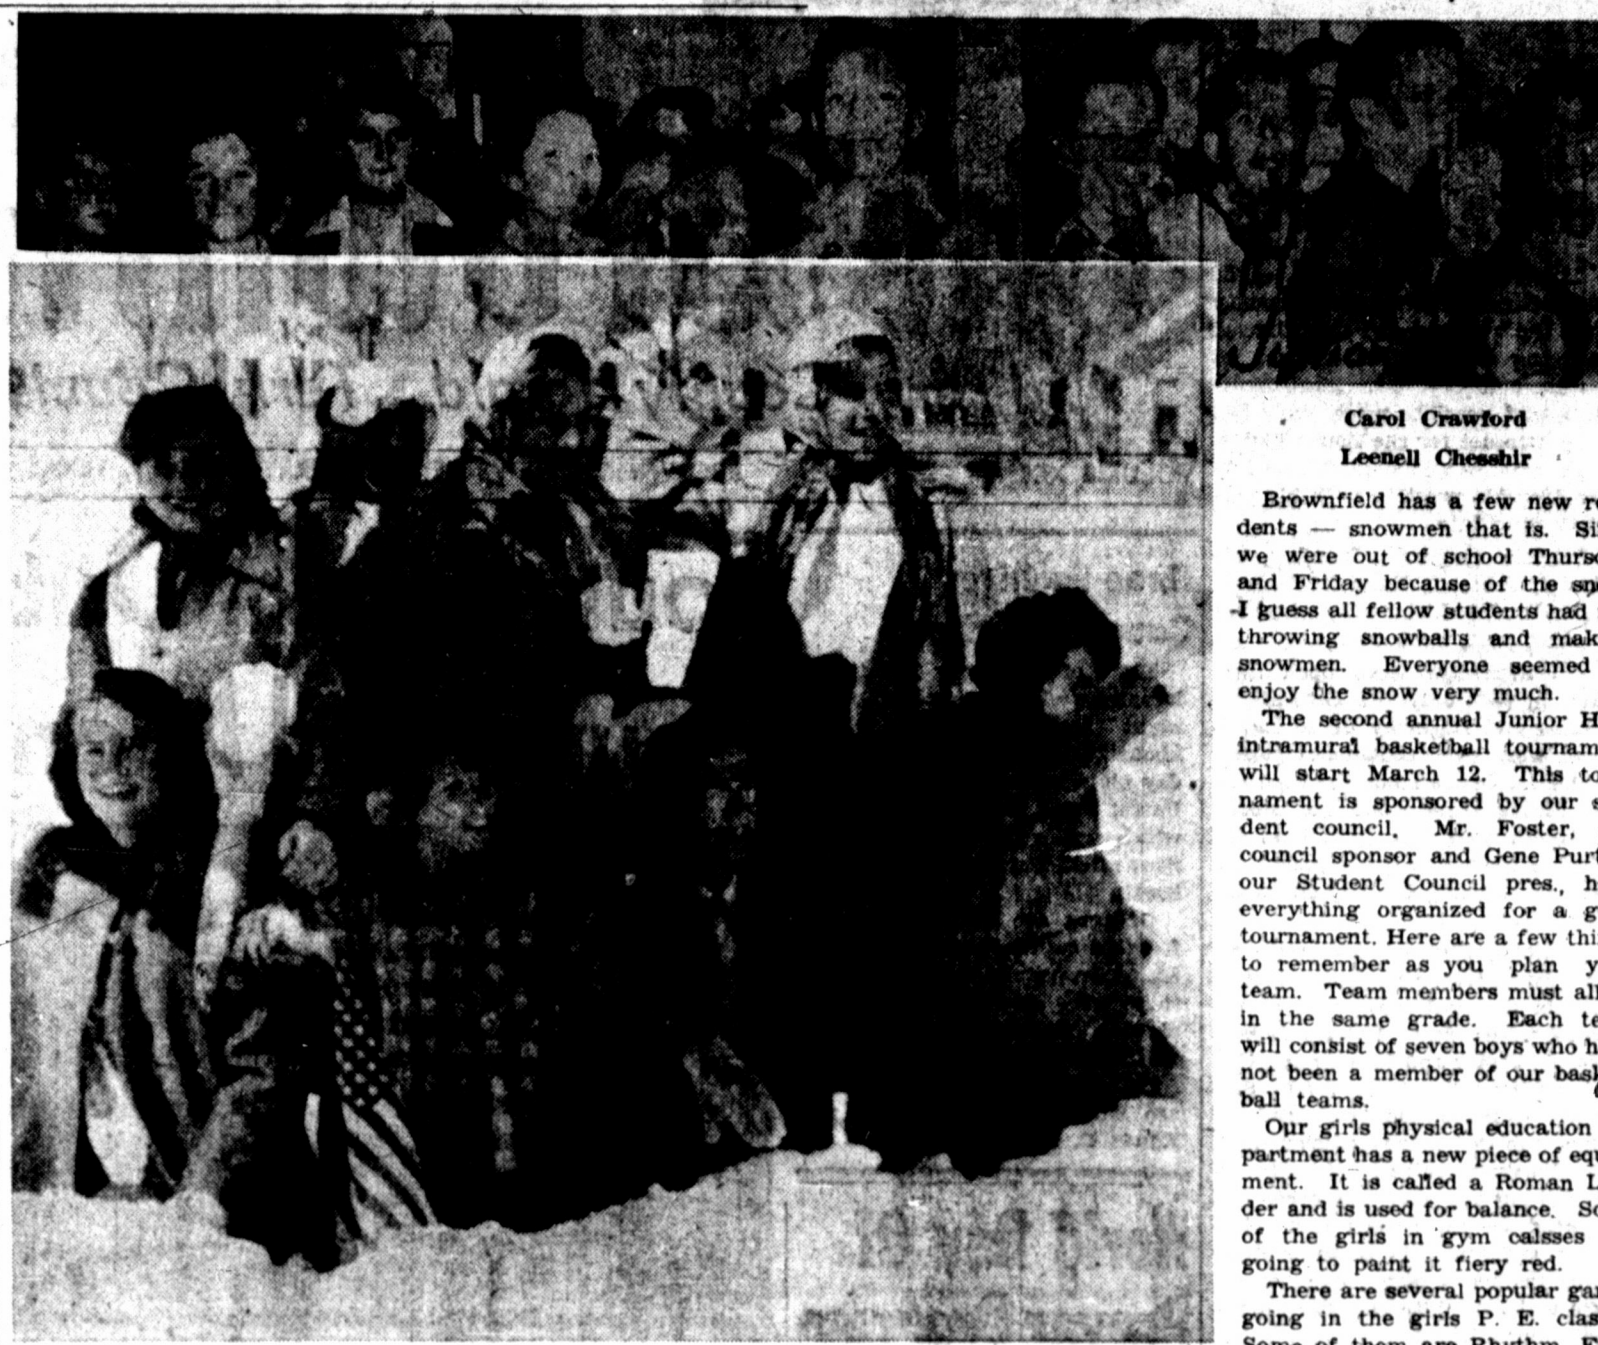 Carol Crawford
Leenell Chesshir
Brownfield has a few new re
dents — snowmen that is. Si
we were out of school Thurs
and Friday because of the sn
I guess all fellow students had
throwing snowballs and mak
snowmen. Everyone seemed
enjoy the snow very much.
The second annual Junior H
intramural basketball tournam
will start March 12. This to
nament is sponsored by our s
dent council. Mr. Foster,
council sponsor and Gene Purt
our Student Council pres., h
everything organized for a g
tournament. Here are a few thi
to remember as you plan y
team. Team members must all
in the same grade. Each te
will consist of seven boys who h
not been a member of our bask
ball teams.
Our girls physical education
partment has a new piece of equ
ment. It is called a Roman L
der and is used for balance. So
of the girls in gym calsses
going to paint it fiery red.
There are several popular ga
going in the girls P. E. clas
Some of them are Rhythm